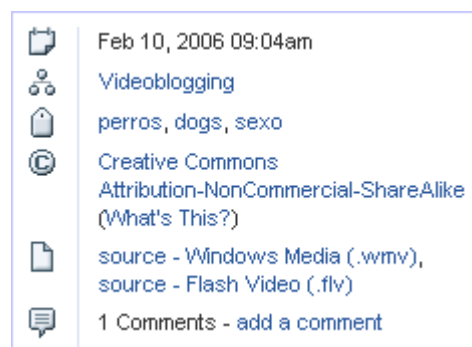 Feb 10, 2006 09:04am
Videoblogging
perros, dogs, sexo
Creative Commons
Attribution-NonCommercial-ShareAlike
(What's This?)
source - Windows Media (.wmv),
source - Flash Video (.flv)
1 Comments - add a comment